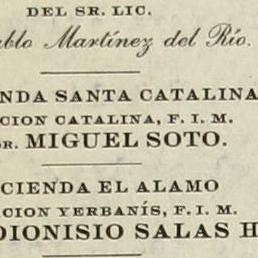 DEL SR. LIC.
ablo Martínez del Río.
NDA SANTA CATALINA
CION CATALINA, F. I. M.
R. MIGUEL SOTO.
CIENDA EL ALAMO
CION YERBANÍS, F. I. M.
DIONISIO SALAS H